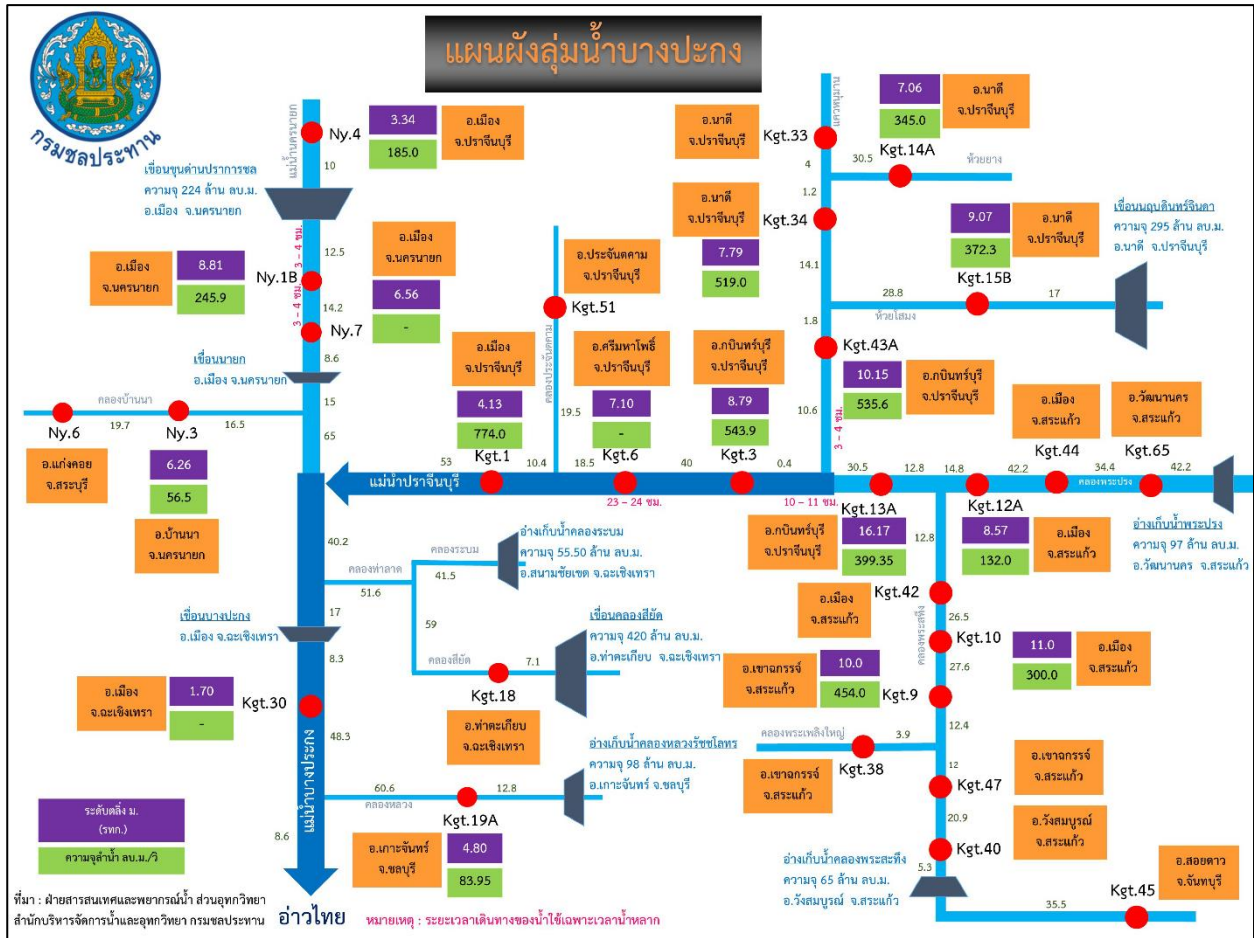 แผนผังลุ่มน้ำบางปะกง
กรมชลประทาน
แม่น้ำนครนายก
Ny.4
3.34
185.0
อ.เมือง
จ.ปราจีนบุรี
10
เขื่อนขุนด่านปราการชล
ความจุ 224 ล้าน ลบ.ม.
อ.เมือง จ.นครนายก
3 – 4 ชม.
12.5
อ.เมือง
จ.นครนายก
8.81
245.9
Ny.1B
3 – 4 ชม.
14.2
อ.เมือง
จ.นครนายก
6.56
-
Ny.7
8.6
เขื่อนนายก
อ.เมือง จ.นครนายก
15
คลองบ้านนา
Ny.6
19.7
Ny.3
16.5
65
อ.แก่งคอย
จ.สระบุรี
6.26
56.5
อ.บ้านนา
จ.นครนายก
แควหนุมาน
อ.นาดี
จ.ปราจีนบุรี
Kgt.33
7.06
345.0
อ.นาดี
จ.ปราจีนบุรี
Kgt.14A
4
30.5
ห้วยยาง
1.2
อ.นาดี
จ.ปราจีนบุรี
Kgt.34
7.79
519.0
14.1
9.07
372.3
อ.นาดี
จ.ปราจีนบุรี
Kgt.15B
เขื่อนนฤบดินทร์จินดา
ความจุ 295 ล้าน ลบ.ม.
อ.นาดี จ.ปราจีนบุรี
28.8
17
ห้วยโสมง
1.8
อ.ประจันตคาม
จ.ปราจีนบุรี
Kgt.51
คลองประจันตคาม
19.5
อ.เมือง
จ.ปราจีนบุรี
4.13
774.0
Kgt.1
อ.ศรีมหาโพธิ์
จ.ปราจีนบุรี
7.10
-
Kgt.6
อ.กบินทร์บุรี
จ.ปราจีนบุรี
8.79
543.9
Kgt.3
Kgt.43A
10.15
535.6
อ.กบินทร์บุรี
จ.ปราจีนบุรี
10.6
3 – 4 ชม.
อ.เมือง
จ.สระแก้ว
Kgt.44
อ.วัฒนานคร
จ.สระแก้ว
Kgt.65
53
10.4
18.5
40
0.4
30.5
12.8
14.8
42.2
34.4
42.2
แม่น้ำปราจีนบุรี
คลองพระปรง
23 – 24 ชม.
10 – 11 ชม.
Kgt.13A
Kgt.12A
อ.กบินทร์บุรี
จ.ปราจีนบุรี
16.17
399.35
12.8
8.57
132.0
อ.เมือง
จ.สระแก้ว
อ่างเก็บน้ำพระปรง
ความจุ 97 ล้าน ลบ.ม.
อ.วัฒนานคร จ.สระแก้ว
40.2
คลองท่าลาด
51.6
คลองระบม
41.5
อ่างเก็บน้ำคลองระบม
ความจุ 55.50 ล้าน ลบ.ม.
อ.สนามชัยเขต จ.ฉะเชิงเทรา
59
คลองสียัด
7.1
Kgt.18
เขื่อนคลองสียัด
ความจุ 420 ล้าน ลบ.ม.
อ.ท่าตะเกียบ จ.ฉะเชิงเทรา
อ.ท่าตะเกียบ
จ.ฉะเชิงเทรา
17
เขื่อนบางปะกง
อ.เมือง จ.ฉะเชิงเทรา
8.3
อ.เมือง
จ.ฉะเชิงเทรา
1.70
-
Kgt.30
48.3
แม่น้ำบางปะกง
อ.เมือง
จ.สระแก้ว
Kgt.42
26.5
คลองพระสทึง
Kgt.10
11.0
300.0
อ.เมือง
จ.สระแก้ว
27.6
อ.เขาฉกรรจ์
จ.สระแก้ว
10.0
454.0
Kgt.9
12.4
คลองพระเพลิงใหญ่
3.9
Kgt.38
อ.เขาฉกรรจ์
จ.สระแก้ว
12
Kgt.47
อ.เขาฉกรรจ์
จ.สระแก้ว
20.9
Kgt.40
อ.วังสมบูรณ์
จ.สระแก้ว
5.3
อ่างเก็บน้ำคลองพระสะทึง
ความจุ 65 ล้าน ลบ.ม.
อ.วังสมบูรณ์ จ.สระแก้ว
อ.สอยดาว
จ.จันทบุรี
Kgt.45
35.5
อ่างเก็บน้ำคลองหลวงรัชชโลทร
ความจุ 98 ล้าน ลบ.ม.
อ.เกาะจันทร์ จ.ชลบุรี
60.6
12.8
คลองหลวง
Kgt.19A
อ.เกาะจันทร์
จ.ชลบุรี
4.80
83.95
8.6
ระดับตลิ่ง ม.
(รทก.)
ความจุลำน้ำ ลบ.ม./วิ
ที่มา : ฝ่ายสารสนเทศและพยากรณ์น้ำ ส่วนอุทกวิทยา
สำนักบริหารจัดการน้ำและอุทกวิทยา กรมชลประทาน
อ่าวไทย
หมายเหตุ : ระยะเวลาเดินทางของน้ำใช้เฉพาะเวลาน้ำหลาก